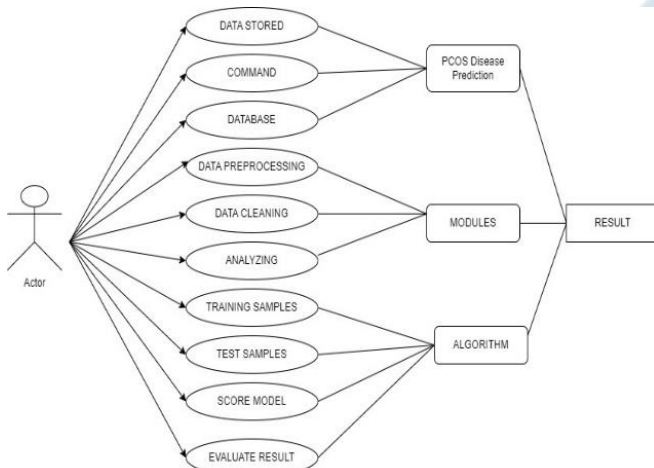 DATA STORED
COMMAND
DATABASE
DATA PREPROCESSING
DATA CLEANING
ANALYZING
TRAINING SAMPLES
TEST SAMPLES
SCORE MODEL
EVALUATE RESULT
Actor
PCOS Disease
Prediction
MODULES
ALGORITHM
RESULT